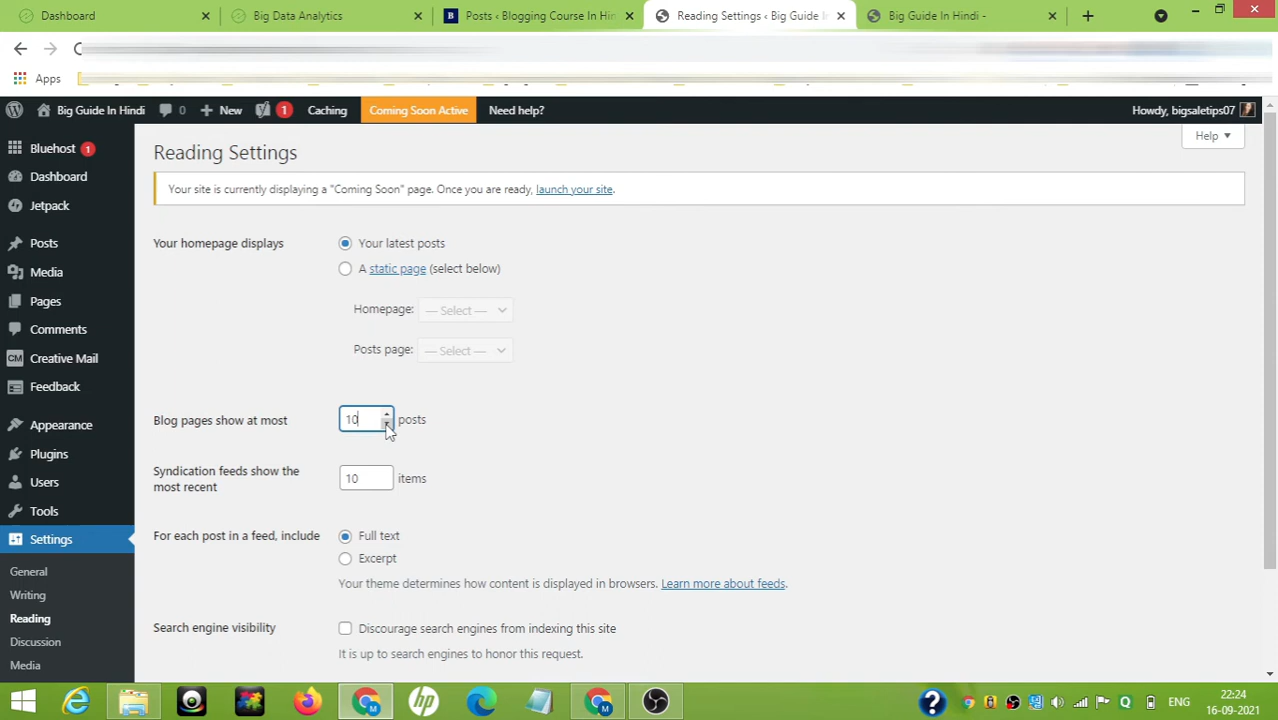 Dashboard
Big Data Analytics
Posts ‹ Blogging Course In Hin
Reading Settings ‹ Big Guide In
Big Guide In Hindi -
Apps
Big Guide In Hindi
0
New
1
Caching
Coming Soon Active
Need help?
Howdy, bigsaletips07
Bluehost 1
Dashboard
Jetpack
Posts
Media
Pages
Comments
CM Creative Mail
Feedback
Appearance
Plugins
Users
Tools
Settings
General
Writing
Reading
Discussion
Media
Help
Reading Settings
Your site is currently displaying a "Coming Soon" page. Once you are ready, launch your site.
Your homepage displays
Your latest posts
A static page (select below)
Homepage: — Select —
Posts page: — Select —
Blog pages show at most
10 posts
Syndication feeds show the
most recent
10 items
For each post in a feed, include
Full text
Excerpt
Your theme determines how content is displayed in browsers. Learn more about feeds.
Search engine visibility
Discourage search engines from indexing this site
It is up to search engines to honor this request.
ENG
22:24
16-09-2021